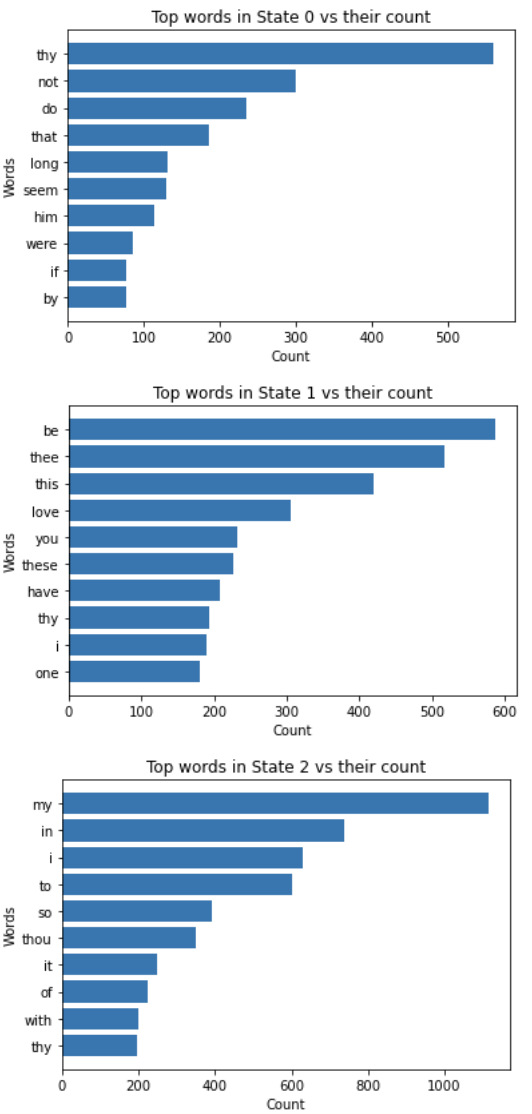 Top words in State 0 vs their count
thy
not
do
that
long
seem
him
were
if
by
Words
0 100 200 300 400 500
Count
Top words in State 1 vs their count
be
thee
this
love
you
these
have
thy
i
one
Words
0 100 200 300 400 500 600
Count
Top words in State 2 vs their count
my
in
i
to
so
thou
it
of
with
thy
Words
0 200 400 600 800 1000
Count